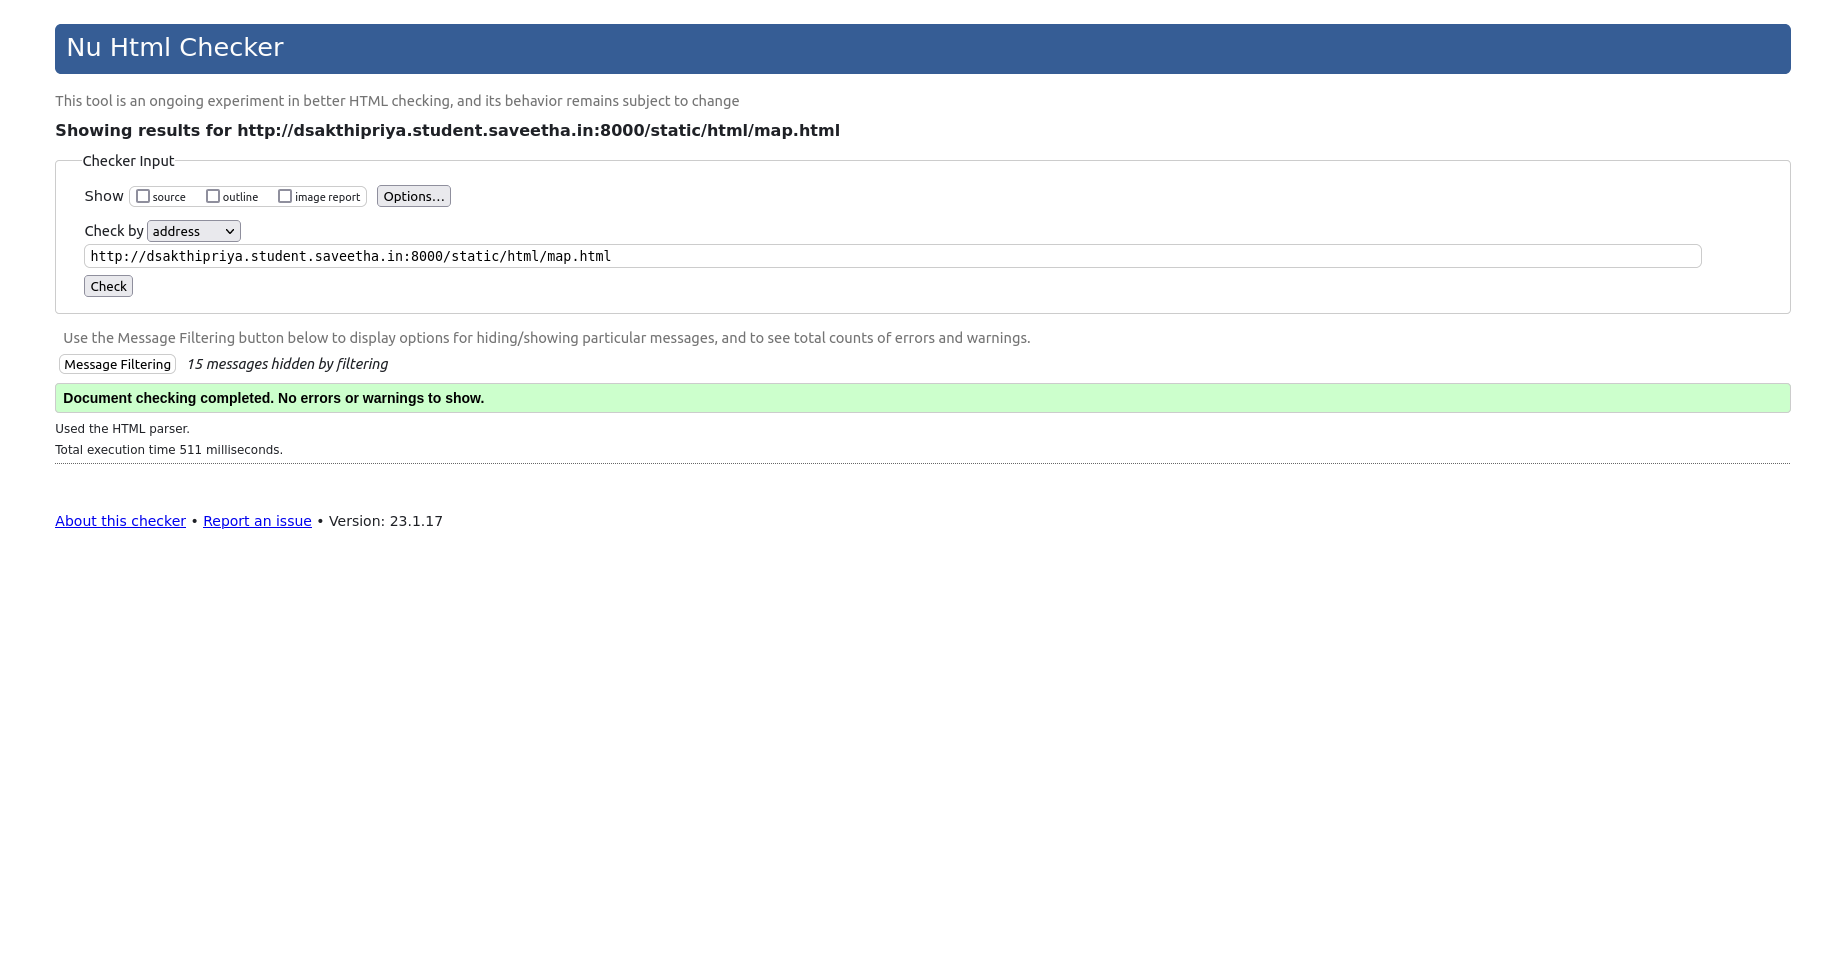 Nu Html Checker
This tool is an ongoing experiment in better HTML checking, and its behavior remains subject to change
Showing results for http://dsakthipriya.student.saveetha.in:8000/static/html/map.html
Checker Input
Show source outline image report Options...
Check by address
http://dsakthipriya.student.saveetha.in:8000/static/html/map.html
Check
Use the Message Filtering button below to display options for hiding/showing particular messages, and to see total counts of errors and warnings.
Message Filtering 15 messages hidden by filtering
Document checking completed. No errors or warnings to show.
Used the HTML parser.
Total execution time 511 milliseconds.
About this checker • Report an issue • Version: 23.1.17